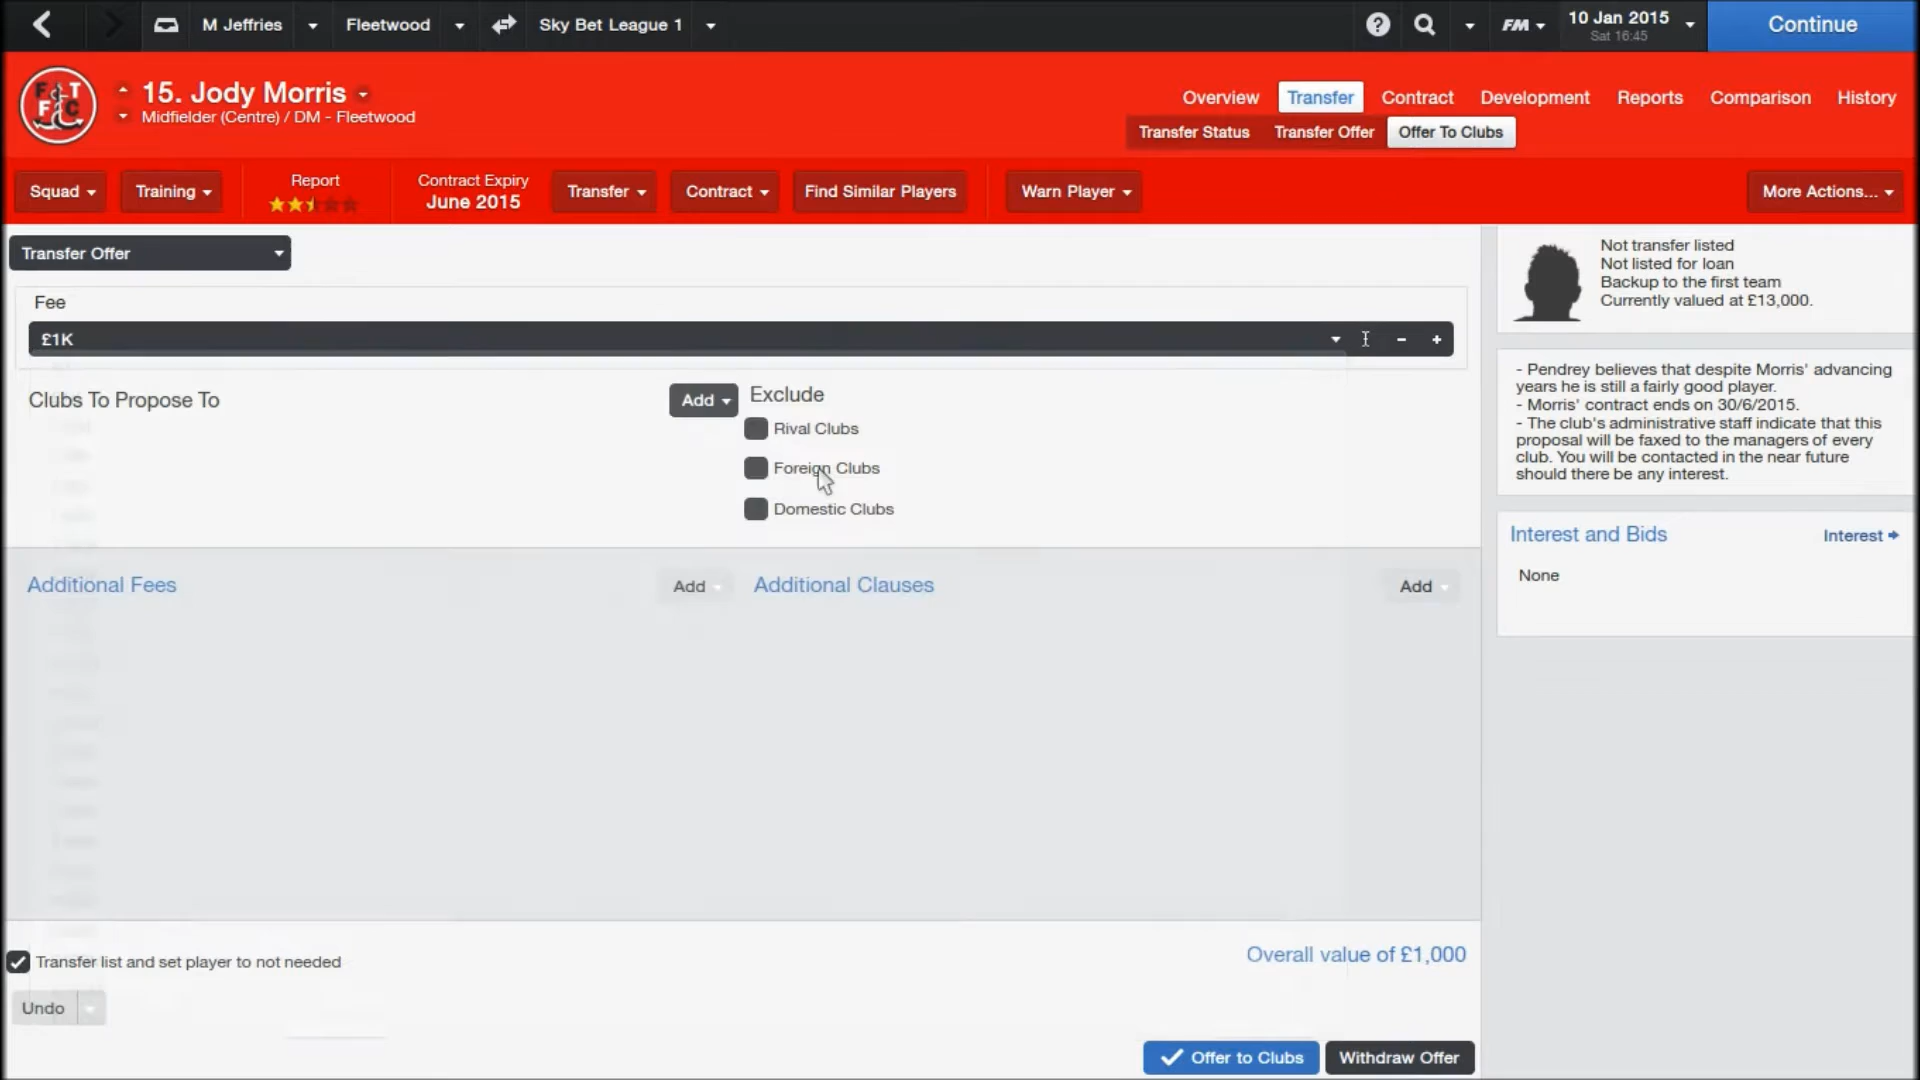 M Jeffries
Fleetwood
Sky Bet League 1
?
FM
10 Jan 2015
Sat 16:45
Continue
FT
FC
15. Jody Morris
Midfielder (Centre) / DM - Fleetwood
Overview
Transfer
Contract
Development
Reports
Comparison
History
Transfer Status
Transfer Offer
Offer To Clubs
Squad
Training
Report
Contract Expiry
June 2015
Transfer
Contract
Find Similar Players
Warn Player
More Actions...
Transfer Offer
Fee
£1K
- +
Clubs To Propose To
Add
Exclude
Rival Clubs
Foreign Clubs
Domestic Clubs
Additional Fees
Add
Additional Clauses
Add
Transfer list and set player to not needed
Overall value of £1,000
Undo
Offer to Clubs
Withdraw Offer
Not transfer listed
Not listed for loan
Backup to the first team
Currently valued at £13,000.
- Pendrey believes that despite Morris' advancing
years he is still a fairly good player.
- Morris' contract ends on 30/6/2015.
- The club's administrative staff indicate that this
proposal will be faxed to the managers of every
club. You will be contacted in the near future
should there be any interest.
Interest and Bids
Interest
None